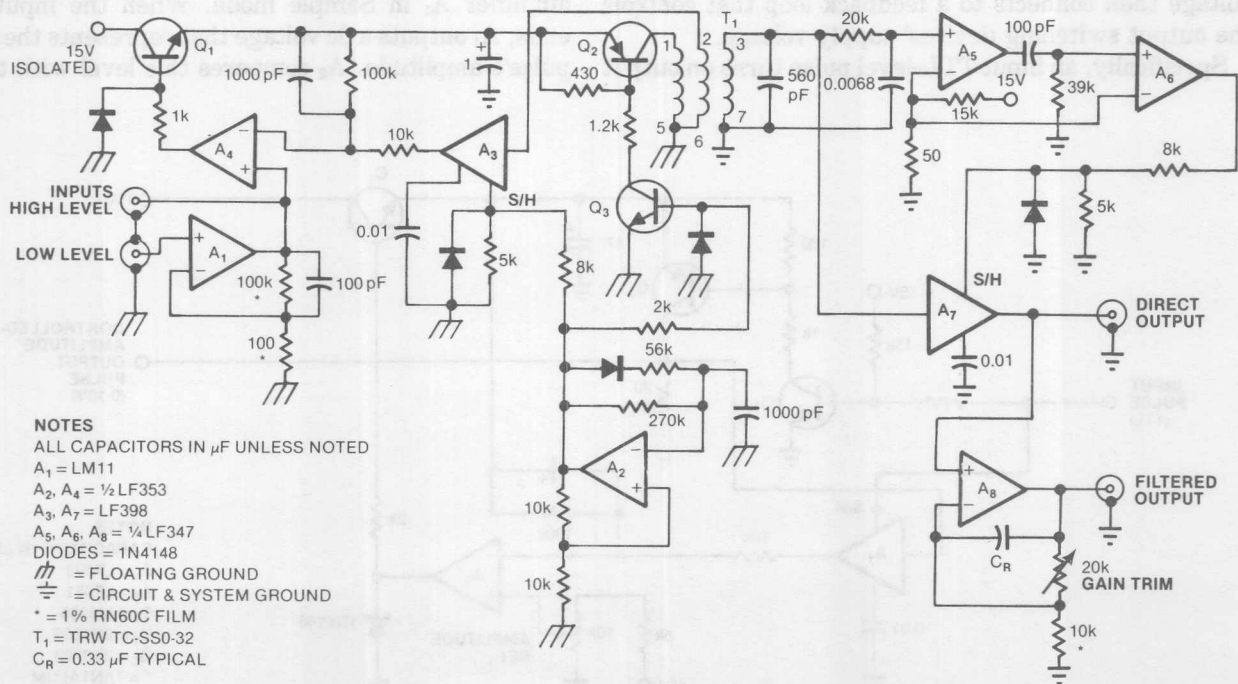 15V
ISOLATED
Q1
1k
1000 pF
100k
1
A4
-
+
10k
A3
S/H
0.01
5k
8k
INPUTS
HIGH LEVEL
LOW LEVEL
+
-
A1
100k
*
100 pF
100
*
Q2
430
1.2k
Q3
T1
1
2
3
5
6
7
560
pF
20k
0.0068
A5
100 pF
15V
15k
39k
50
A6
-
8k
5k
2k
56k
270k
1000 pF
A2
-
+
10k
10k
A7
S/H
0.01
DIRECT
OUTPUT
+
-
A8
FILTERED
OUTPUT
CR
20k
GAIN TRIM
10k
*
NOTES
ALL CAPACITORS IN μF UNLESS NOTED
A1 = LM11
A2, A4 = ½ LF353
A3, A7 = LF398
A5, A6, A8 = ¼ LF347
DIODES = 1N4148
= FLOATING GROUND
= CIRCUIT & SYSTEM GROUND
* = 1% RN60C FILM
T1 = TRW TC-SS0-32
CR = 0.33 μF TYPICAL